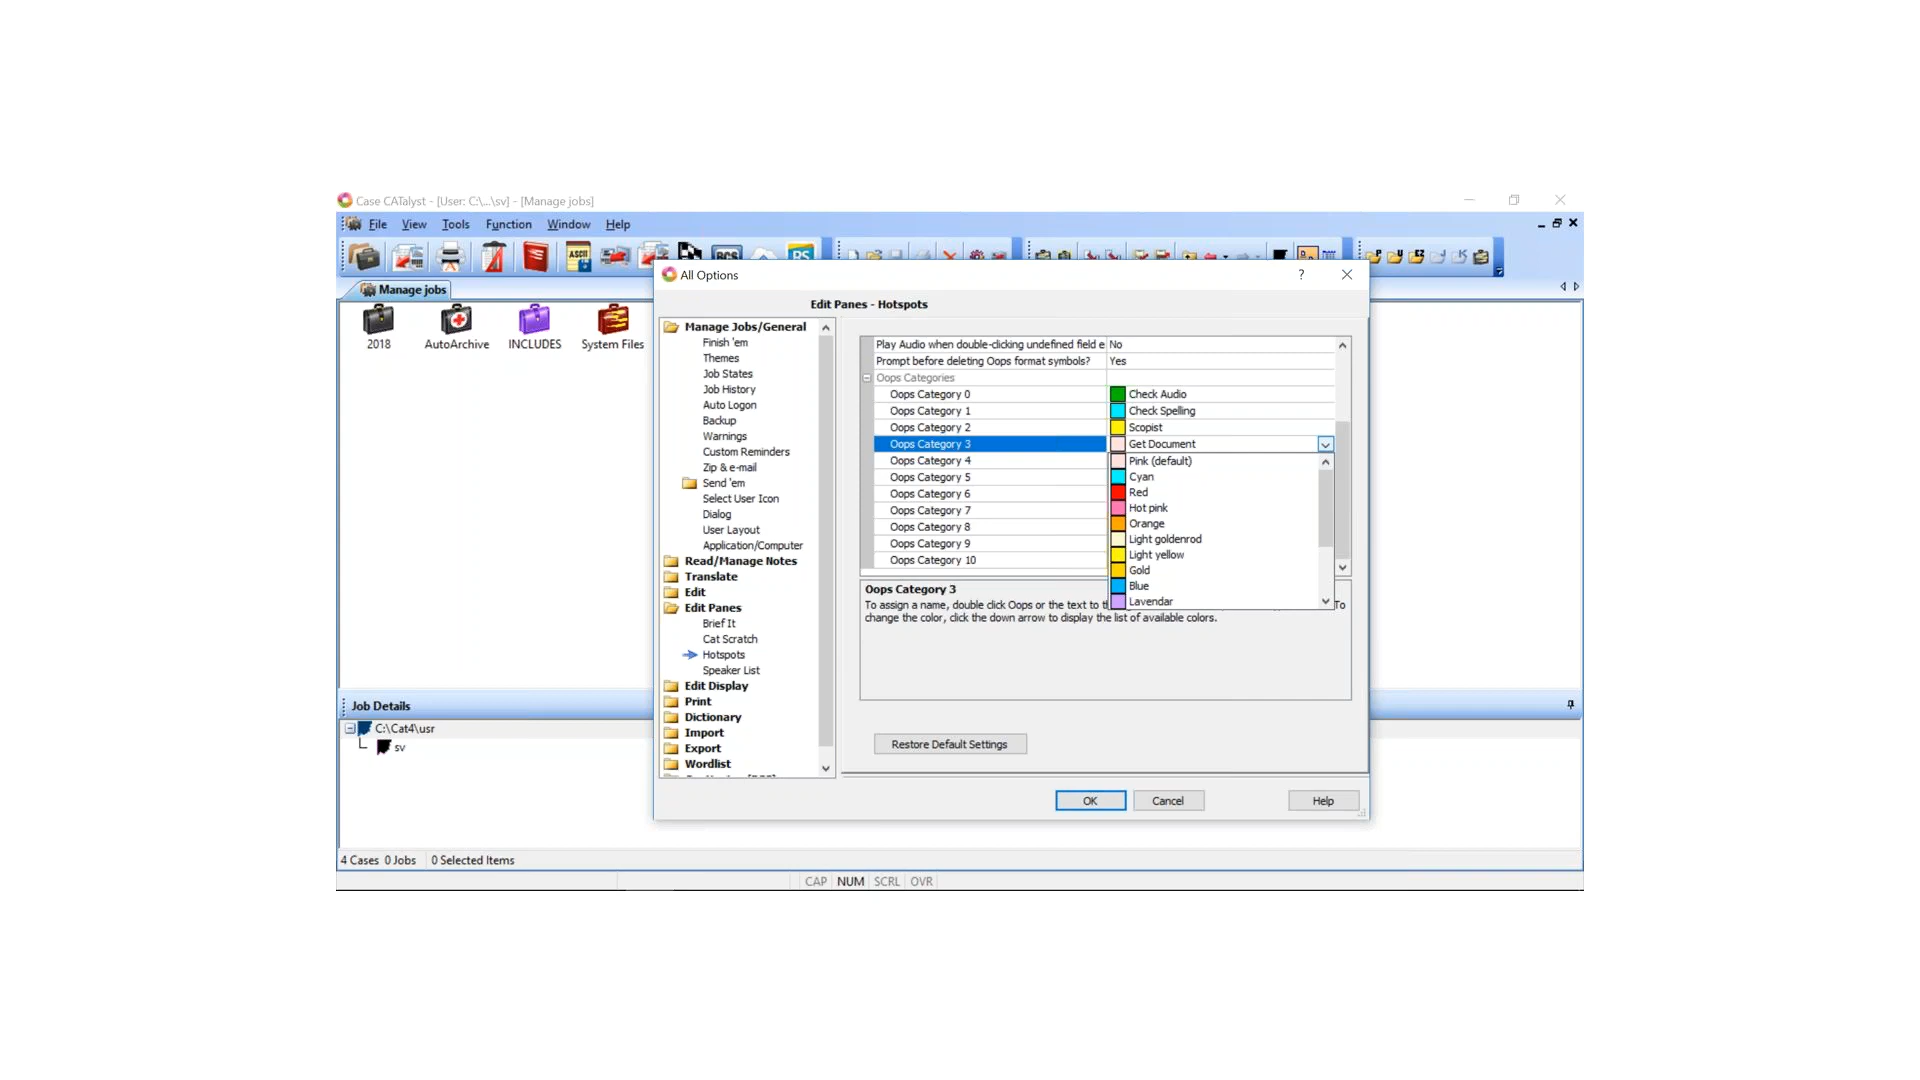 Case CATalyst - [User: C:\...\sv] - [Manage jobs]
File View Tools Function Window Help
ASCII RCS RS
Manage jobs
2018 AutoArchive INCLUDES System Files
All Options
?
Edit Panes - Hotspots
Manage Jobs/General
Finish 'em
Themes
Job States
Job History
Auto Logon
Backup
Warnings
Custom Reminders
Zip & e-mail
Send 'em
Select User Icon
Dialog
User Layout
Application/Computer
Read/Manage Notes
Translate
Edit
Edit Panes
Brief It
Cat Scratch
Hotspots
Speaker List
Edit Display
Print
Dictionary
Import
Export
Wordlist
Play Audio when double-clicking undefined field e No
Prompt before deleting Oops format symbols? Yes
Oops Categories
Oops Category 0 Check Audio
Oops Category 1 Check Spelling
Oops Category 2 Scopist
Oops Category 3 Get Document
Oops Category 4
Oops Category 5
Oops Category 6
Oops Category 7
Oops Category 8
Oops Category 9
Oops Category 10
Pink (default)
Cyan
Red
Hot pink
Orange
Light goldenrod
Light yellow
Gold
Blue
Lavendar
Oops Category 3
To assign a name, double click Oops or the text to th To
change the color, click the down arrow to display the list of available colors.
Restore Default Settings
OK Cancel Help
Job Details
C:\Cat4\usr
sv
4 Cases 0 Jobs 0 Selected Items
CAP NUM SCRL OVR